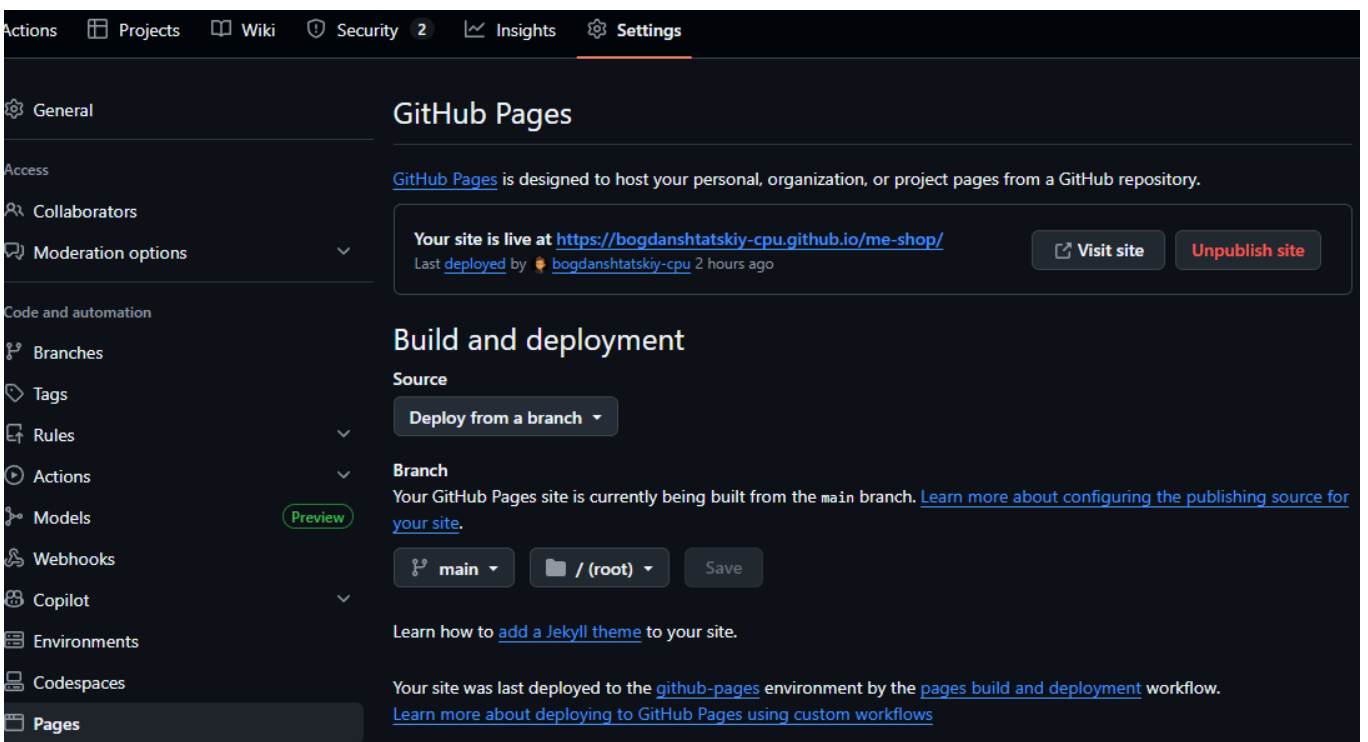 Actions Projects Wiki Security 2 Insights Settings
General
Access
Collaborators
Moderation options
Code and automation
Branches
Tags
Rules
Actions
Models Preview
Webhooks
Copilot
Environments
Codespaces
Pages
GitHub Pages
GitHub Pages is designed to host your personal, organization, or project pages from a GitHub repository.
Your site is live at https://bogdanshtatskiy-cpu.github.io/me-shop/
Last deployed by bogdanshtatskiy-cpu 2 hours ago
Visit site
Unpublish site
Build and deployment
Source
Deploy from a branch
Branch
Your GitHub Pages site is currently being built from the main branch. Learn more about configuring the publishing source for
your site.
main / (root) Save
Learn how to add a Jekyll theme to your site.
Your site was last deployed to the github-pages environment by the pages build and deployment workflow.
Learn more about deploying to GitHub Pages using custom workflows